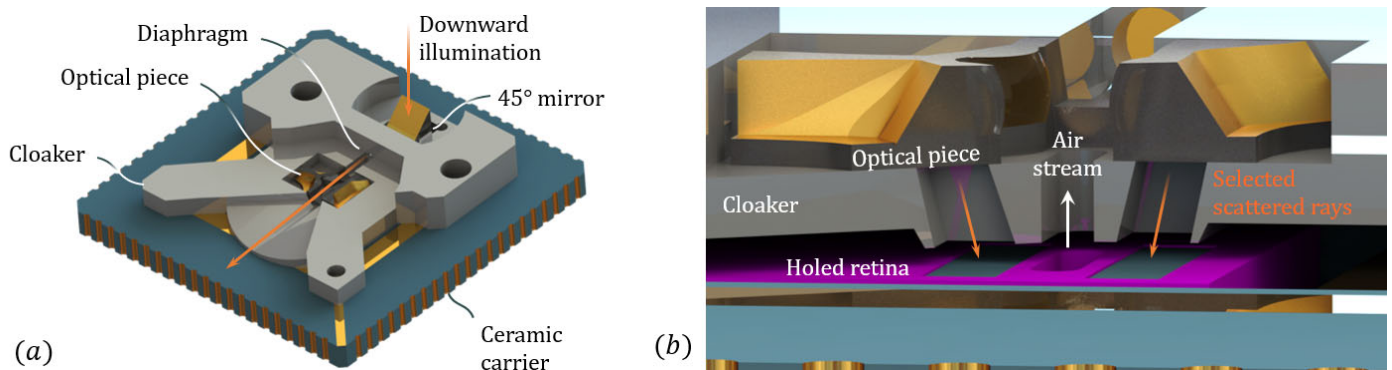 Diaphragm
Downward
illumination
Optical piece
45° mirror
Cloaker
Ceramic
carrier
(a)
Optical piece
Air
stream
Selected
scattered rays
Cloaker
Holed retina
(b)